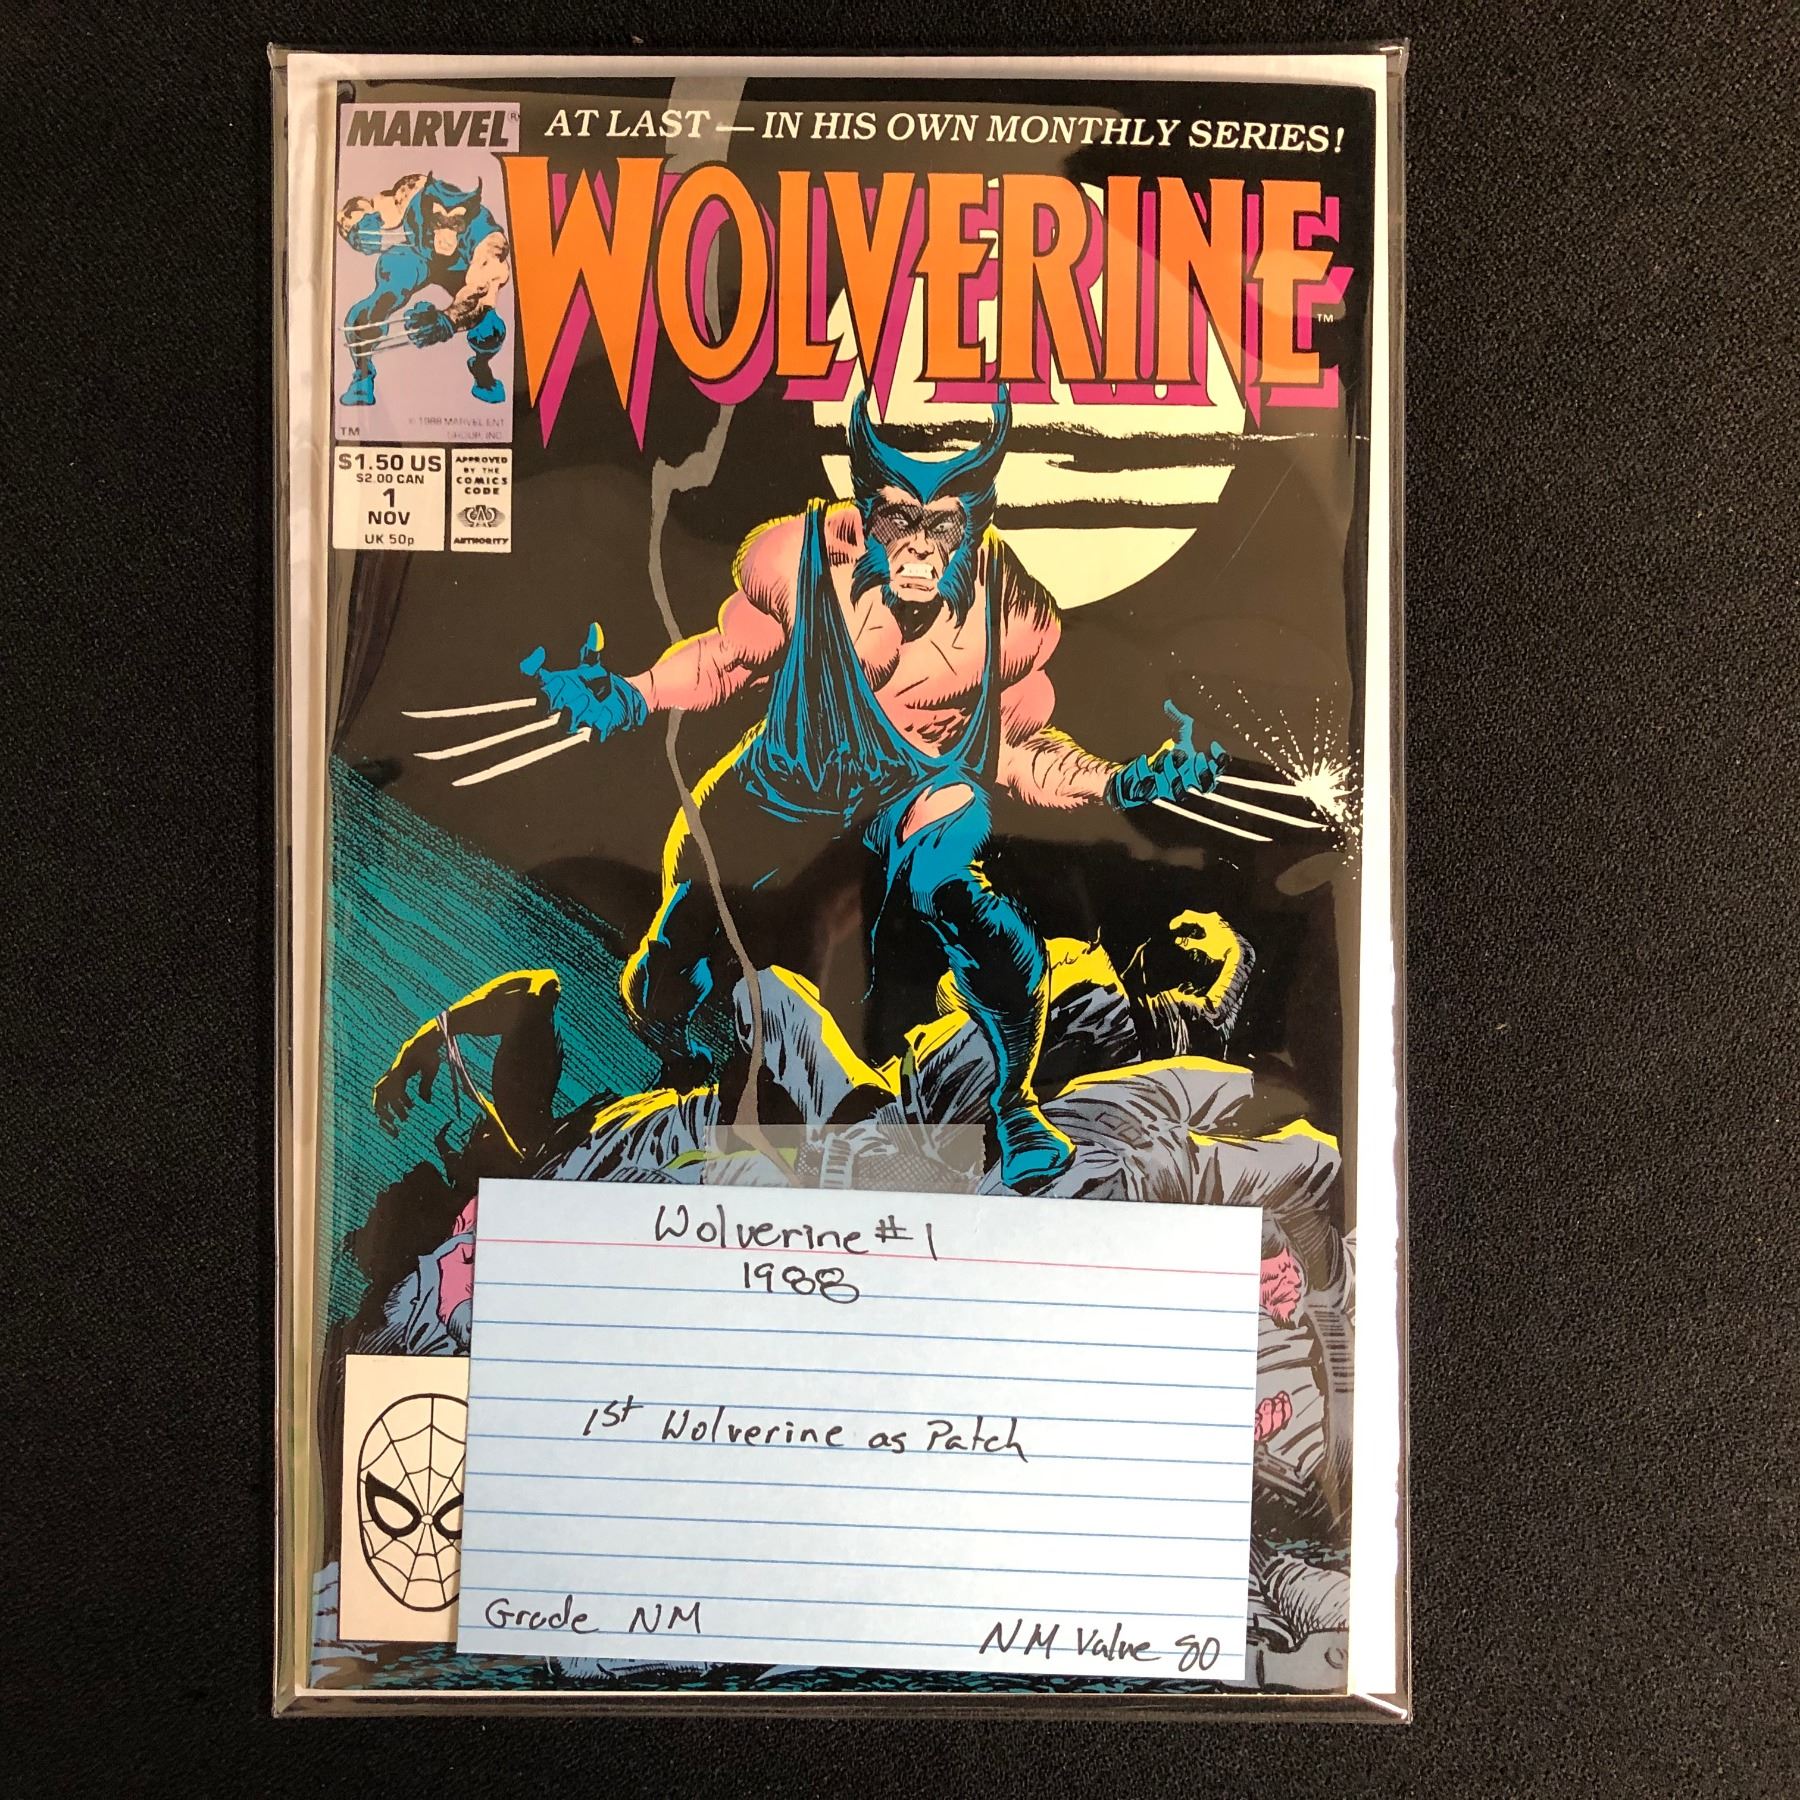 MARVEL®
AT LAST — IN HIS OWN MONTHLY SERIES!
WOLVERINE™
TM
© 1988 MARVEL ENT
GROUP, INC.
$1.50 US
$2.00 CAN
1
NOV
UK 50p
APPROVED
BY THE
COMICS
CODE
CA
AUTHORITY
Wolverine #1
1988
1st Wolverine as Patch
Grade NM
NM Value 80